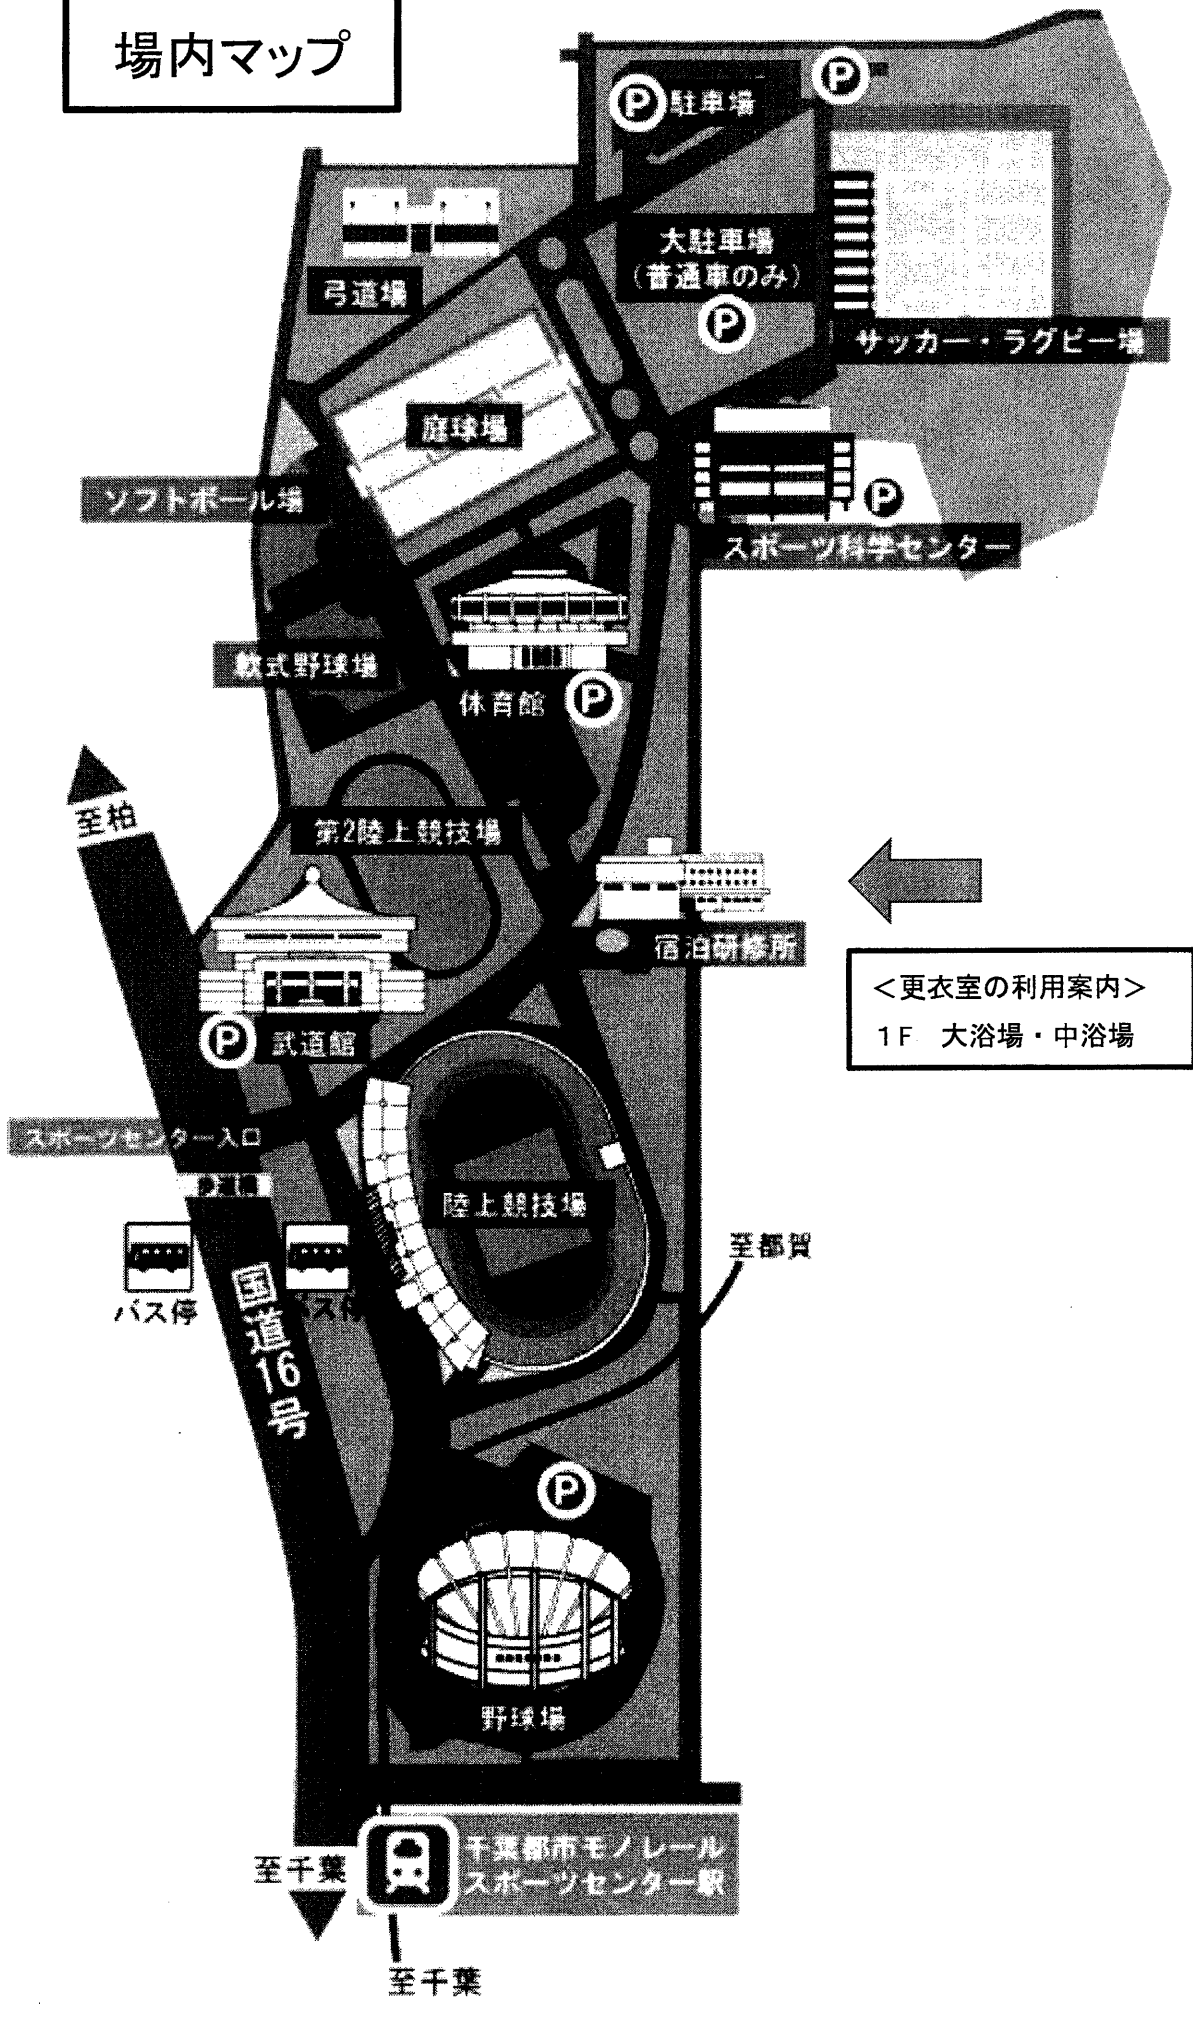 場内マップ
P
P 駐車場
弓道場
大駐車場
(普通車のみ)
P
サッカー・ラグビー場
庭球場
ソフトボール場
P
スポーツ科学センター
軟式野球場
体育館 P
至柏
第2陸上競技場
宿泊研修所
<更衣室の利用案内>
1F 大浴場・中浴場
P 武道館
スポーツセンター入口
歩道橋
陸上競技場
至都賀
バス停
バス停
国道16号
P
野球場
千葉都市モノレール
スポーツセンター駅
至千葉
至千葉